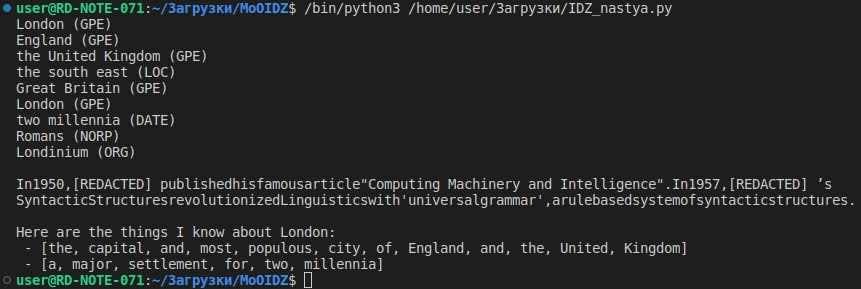 user@RD-NOTE-071:~/Загрузки/MoOIDZ$ /bin/python3 /home/user/Загрузки/IDZ_nastya.py
London (GPE)
England (GPE)
the United Kingdom (GPE)
the south east (LOC)
Great Britain (GPE)
London (GPE)
two millennia (DATE)
Romans (NORP)
Londinium (ORG)

In1950,[REDACTED] publishedhisfamousarticle"Computing Machinery and Intelligence".In1957,[REDACTED] ’s
SyntacticStructuresrevolutionizedLinguisticswith'universalgrammar',arulebasedsystemofsyntacticstructures.

Here are the things I know about London:
 - [the, capital, and, most, populous, city, of, England, and, the, United, Kingdom]
 - [a, major, settlement, for, two, millennia]
user@RD-NOTE-071:~/Загрузки/MoOIDZ$